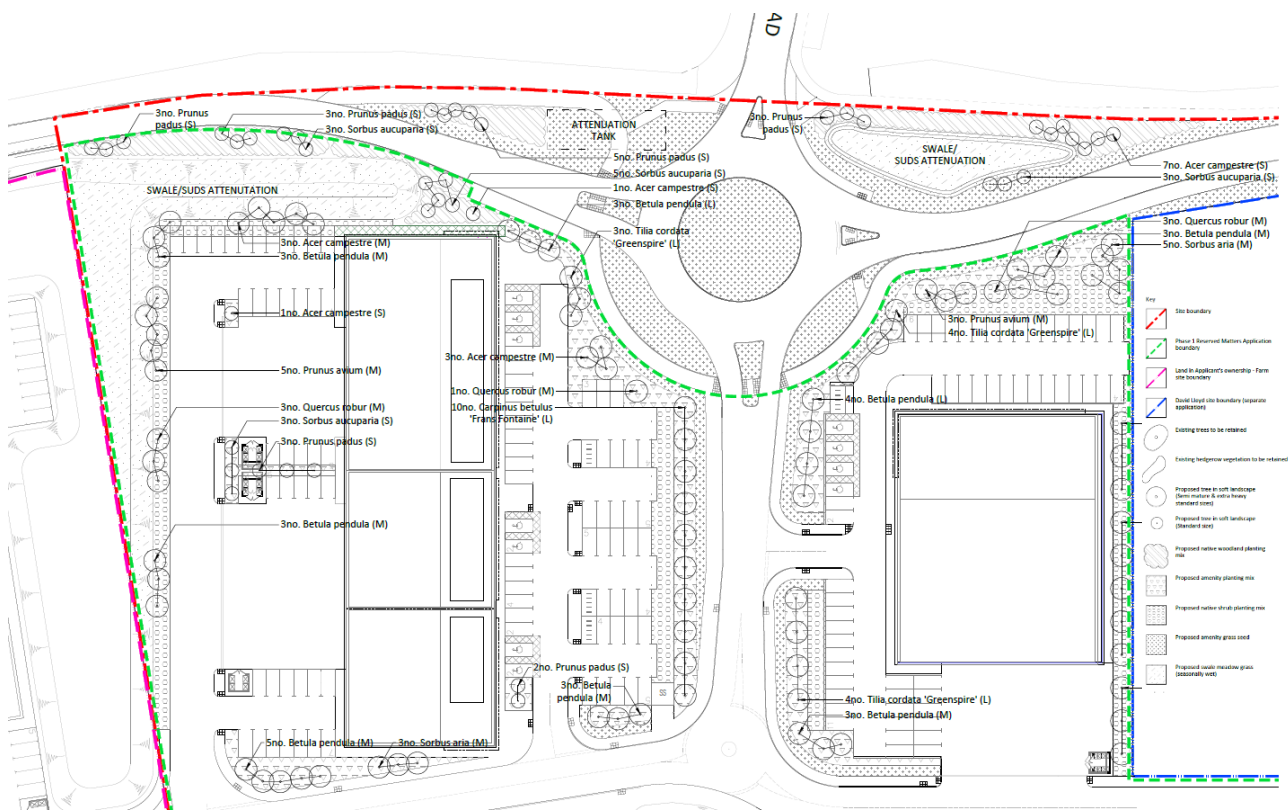 AD
3no. Prunus
padus (S)
3no. Prunus padus (S)
3no. Sorbus aucuparia (S)
ATTENUATION
TANK
3no. Prunus
padus (S)
SWALE/
SUDS ATTENUATION
5no. Prunus padus (S)
5no. Sorbus aucuparia (S)
1no. Acer campestre (S)
3no. Betula pendula (L)
7no. Acer campestre (S)
3no. Sorbus aucuparia (S)
SWALE/SUDS ATTENUTATION
3no. Tilia cordata
'Greenspire' (L)
3no. Quercus robur (M)
3no. Betula pendula (M)
5no. Sorbus aria (M)
3no. Acer campestre (M)
3no. Betula pendula (M)
1no. Acer campestre (S)
3no. Prunus avium (M)
4no. Tilia cordata 'Greenspire' (L)
3no. Acer campestre (M)
5no. Prunus avium (M)
1no. Quercus robur (M)
4no. Betula pendula (L)
3no. Quercus robur (M)
3no. Sorbus aucuparia (S)
10no. Carpinus betulus
'Frans Fontaine' (L)
3no. Prunus padus (S)
3no. Betula pendula (M)
2no. Prunus padus (S)
3no. Betula
pendula (M)
4no. Tilia cordata 'Greenspire' (L)
3no. Betula pendula (M)
5no. Betula pendula (M)
3no. Sorbus aria (M)
Key
Site boundary
Phase 1 Reserved Matters Application
boundary
Land in Applicant's ownership - Farm
site boundary
David Lloyd site boundary (separate
application)
Existing trees to be retained
Existing hedgerow vegetation to be retained
Proposed tree in soft landscape
(Semi mature & extra heavy
standard sizes)
Proposed tree in soft landscape
(Standard size)
Proposed native woodland planting
mix
Proposed amenity planting mix
Proposed native shrub planting mix
Proposed amenity grass seed
Proposed swale meadow grass
(seasonally wet)